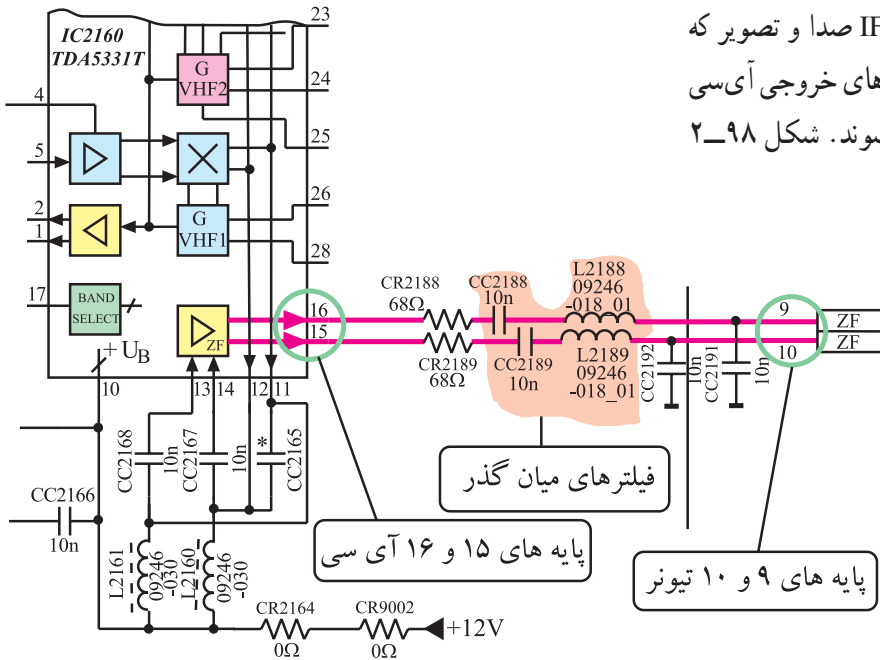 IF صدا و تصویر که
های خروجی آی‌سی
سوند. شکل ۹۸ــ۲
IC2160
TDA5331T
23
G
VHF2
24
4
25
5
26
2
G
VHF1
1
28
17
BAND
SELECT
+U_B
ZF
16
15
10
13
14
12
11
CR2188
68Ω
CC2188
10n
L2188
09246
-018_01
CR2189
68Ω
CC2189
10n
L2189
09246
-018_01
CC2192
10n
CC2191
10n
9
ZF
10
ZF
CC2168
10n
CC2167
10n
*
CC2165
CC2166
10n
L2161
09246
-030
L2160
09246
-030
CR2164
0Ω
CR9002
0Ω
+12V
فیلترهای میان گذر
پایه های ۱۵ و ۱۶ آی سی
پایه های ۹ و ۱۰ تیونر